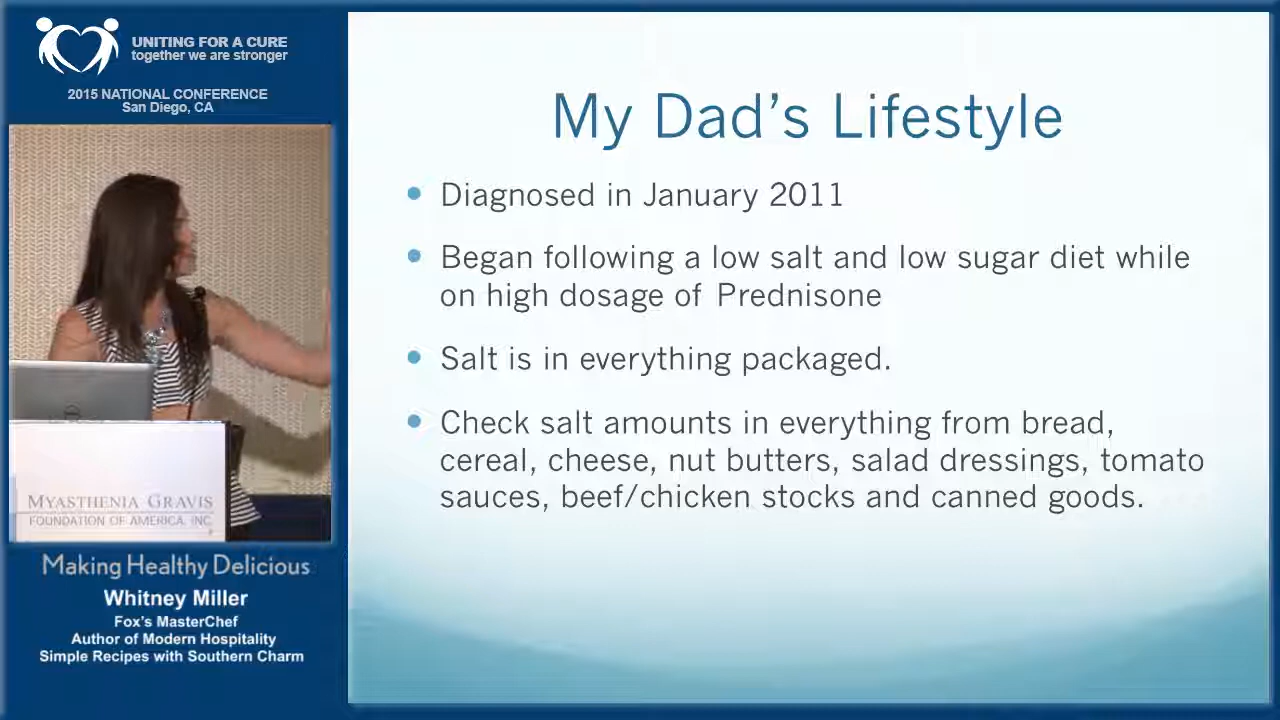 UNITING FOR A CURE
together we are stronger
2015 NATIONAL CONFERENCE
San Diego, CA
MYASTHENIA GRAVIS
FOUNDATION OF AMERICA, INC.
Making Healthy Delicious
Whitney Miller
Fox's MasterChef
Author of Modern Hospitality
Simple Recipes with Southern Charm
My Dad's Lifestyle
• Diagnosed in January 2011
• Began following a low salt and low sugar diet while
on high dosage of Prednisone
• Salt is in everything packaged.
• Check salt amounts in everything from bread,
cereal, cheese, nut butters, salad dressings, tomato
sauces, beef/chicken stocks and canned goods.